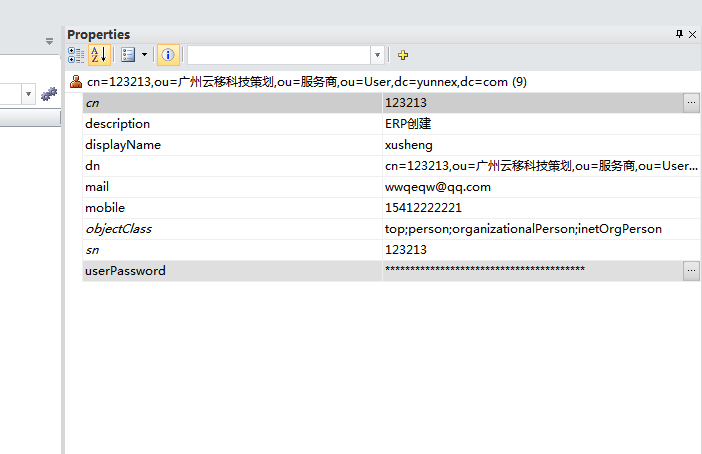 Properties
cn=123213,ou=广州云移科技策划,ou=服务商,ou=User,dc=yunnex,dc=com (9)
cn 123213 ...
description ERP创建
displayName xusheng
dn cn=123213,ou=广州云移科技策划,ou=服务商,ou=User...
mail wwqeqw@qq.com
mobile 15412222221
objectClass top;person;organizationalPerson;inetOrgPerson
sn 123213
userPassword **************************************** ...